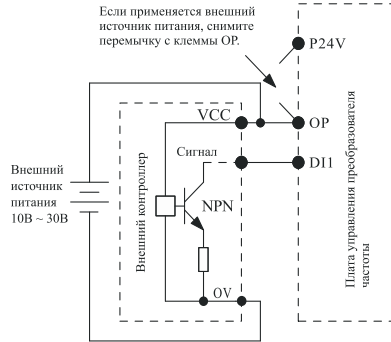 Если применяется внешний
источник питания, снимите
перемычку с клеммы OP.
P24V
VCC
OP
Сигнал
DI1
Внешний
источник
питания
10В ~ 30В
Внешний контроллер
NPN
OV
Плата управления преобразователя
частоты